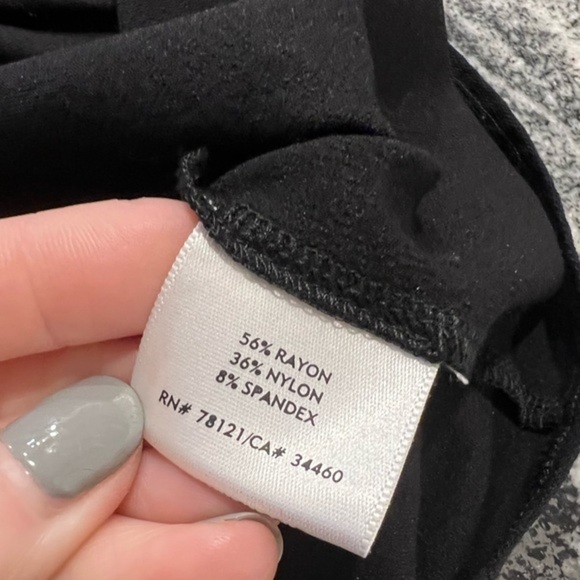 56% RAYON
36% NYLON
8% SPANDEX
RN# 78121/CA# 34460